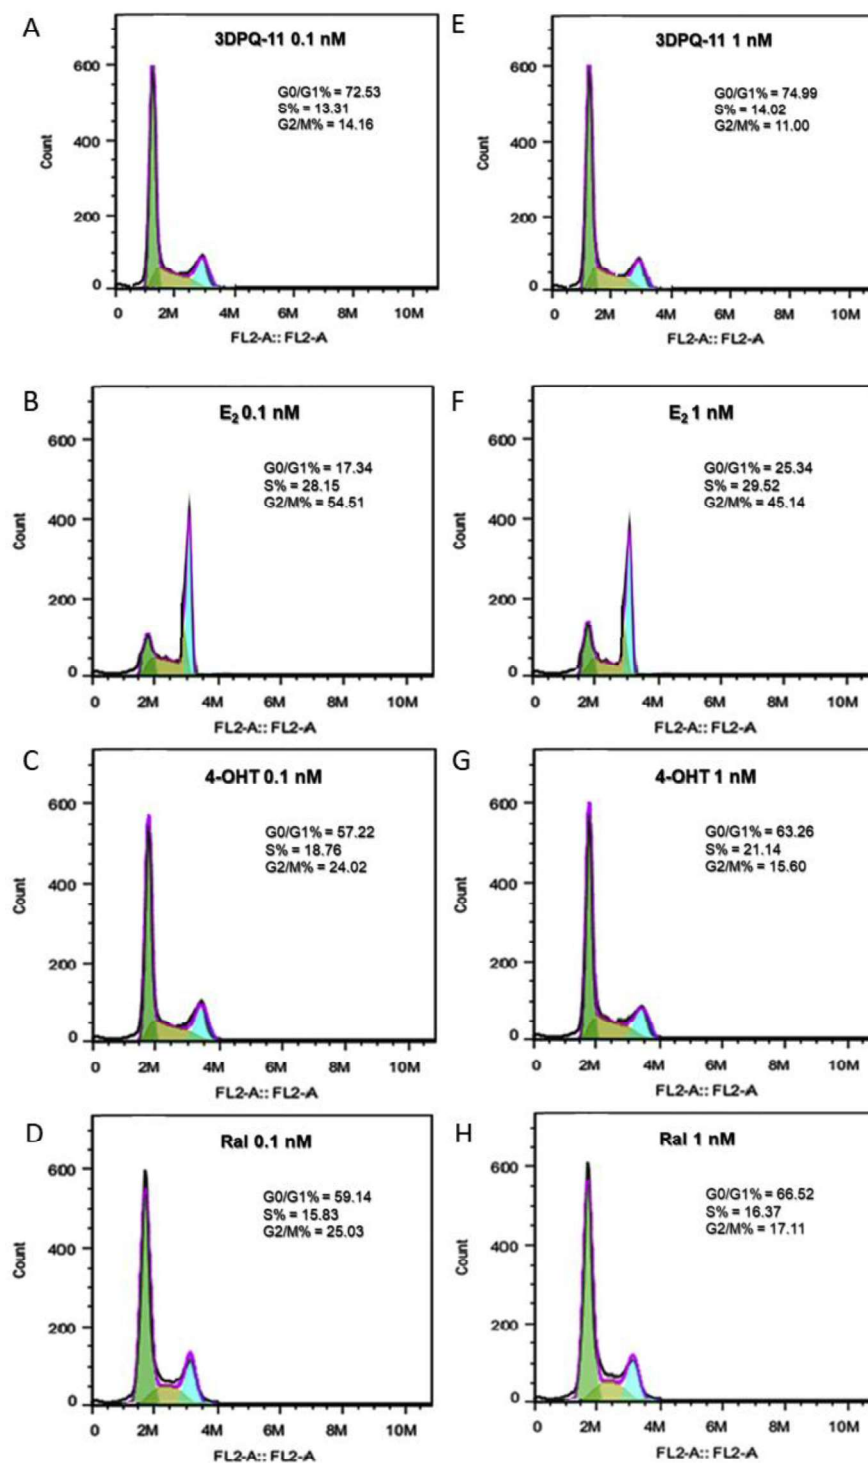 A
3DPQ-11 0.1 nM
G0/G1% = 72.53
S% = 13.31
G2/M% = 14.16
600
400
200
0
Count
0 2M 4M 6M 8M 10M
FL2-A:: FL2-A
E
3DPQ-11 1 nM
G0/G1% = 74.99
S% = 14.02
G2/M% = 11.00
600
400
200
0
Count
0 2M 4M 6M 8M 10M
FL2-A:: FL2-A
B
E₂ 0.1 nM
G0/G1% = 17.34
S% = 28.15
G2/M% = 54.51
600
400
200
0
Count
0 2M 4M 6M 8M 10M
FL2-A:: FL2-A
F
E₂ 1 nM
G0/G1% = 25.34
S% = 29.52
G2/M% = 45.14
600
400
200
0
Count
0 2M 4M 6M 8M 10M
FL2-A:: FL2-A
C
4-OHT 0.1 nM
G0/G1% = 57.22
S% = 18.76
G2/M% = 24.02
600
400
200
0
Count
0 2M 4M 6M 8M 10M
FL2-A:: FL2-A
G
4-OHT 1 nM
G0/G1% = 63.26
S% = 21.14
G2/M% = 15.60
600
400
200
0
Count
0 2M 4M 6M 8M 10M
FL2-A:: FL2-A
D
Ral 0.1 nM
G0/G1% = 59.14
S% = 15.83
G2/M% = 25.03
600
400
200
0
Count
0 2M 4M 6M 8M 10M
FL2-A:: FL2-A
H
Ral 1 nM
G0/G1% = 66.52
S% = 16.37
G2/M% = 17.11
600
400
200
0
Count
0 2M 4M 6M 8M 10M
FL2-A:: FL2-A